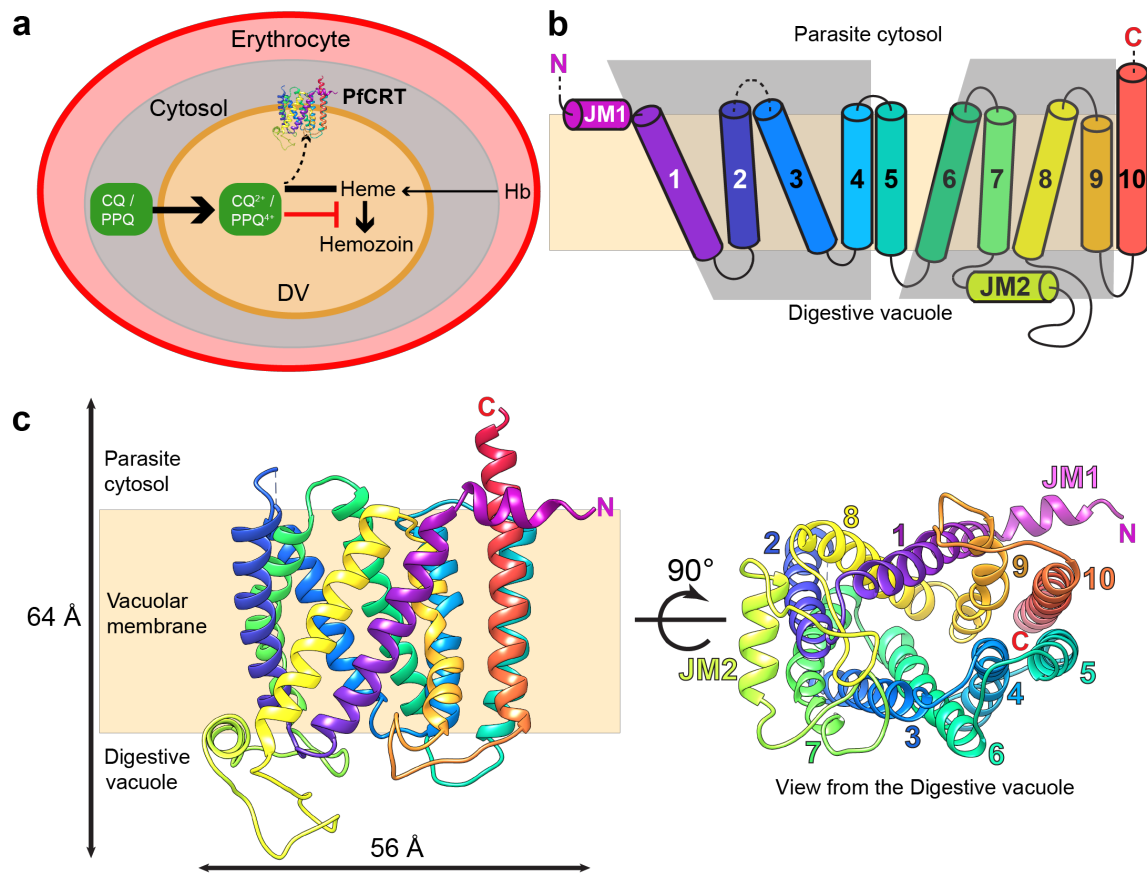 a
Erythrocyte
Cytosol
PfCRT
CQ /
PPQ
CQ²⁺ /
PPQ⁴⁺
Heme
Hb
Hemozoin
DV
b
Parasite cytosol
N
C
JM1
1
2
3
4
5
6
7
8
9
10
JM2
Digestive vacuole
c
64 Å
Parasite
cytosol
Vacuolar
membrane
Digestive
vacuole
C
N
56 Å
90°
JM1
N
2
8
1
9
10
C
JM2
5
4
3
6
7
View from the Digestive vacuole